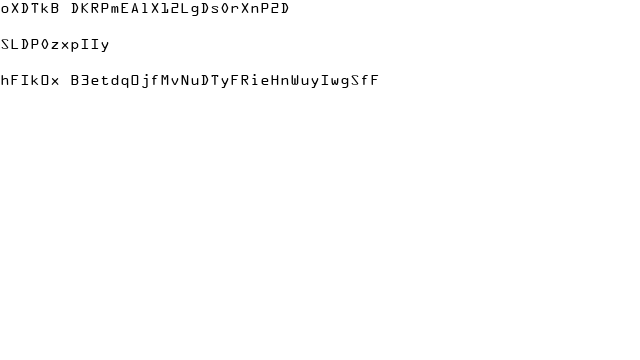 oXDTkB DKRPmEAlX12LgDs0rXnP2D
SLDP0zxpIIy
hFIkOx B3etdqOjfMvNuDTyFRieHnWuyIwgSfF